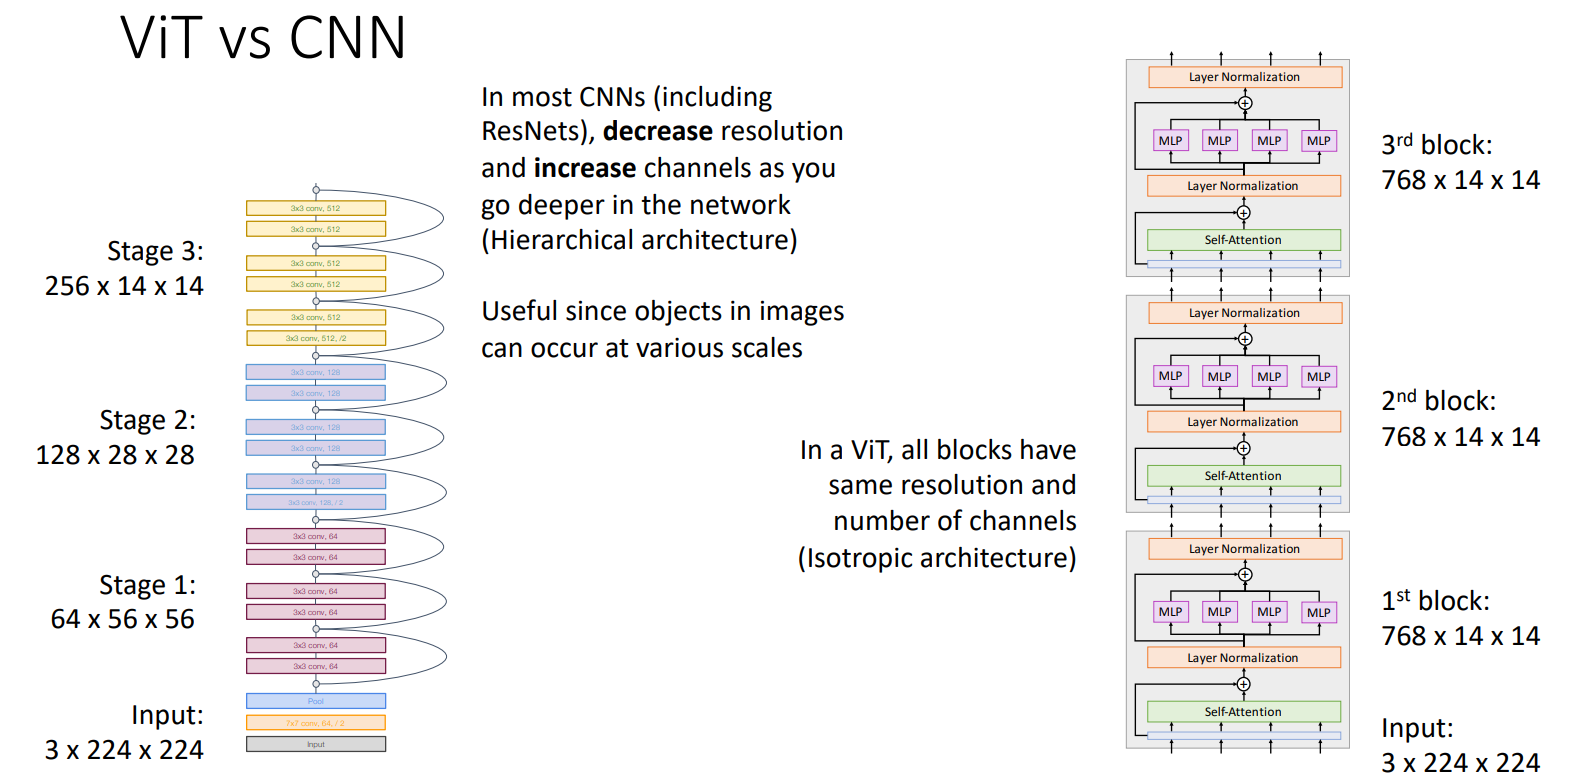 ViT vs CNN
In most CNNs (including
ResNets), decrease resolution
and increase channels as you
go deeper in the network
(Hierarchical architecture)
Useful since objects in images
can occur at various scales
Stage 3:
256 x 14 x 14
Stage 2:
128 x 28 x 28
Stage 1:
64 x 56 x 56
Input:
3 x 224 x 224
3x3 conv, 512
3x3 conv, 512
3x3 conv, 512
3x3 conv, 512
3x3 conv, 512
3x3 conv, 512, /2
3x3 conv, 128
3x3 conv, 128
3x3 conv, 128
3x3 conv, 128
3x3 conv, 128
3x3 conv, 128, / 2
3x3 conv, 64
3x3 conv, 64
3x3 conv, 64
3x3 conv, 64
3x3 conv, 64
3x3 conv, 64
Pool
7x7 conv, 64, / 2
Input
In a ViT, all blocks have
same resolution and
number of channels
(Isotropic architecture)
Layer Normalization
+
MLP MLP MLP MLP
Layer Normalization
+
Self-Attention
3rd block:
768 x 14 x 14
Layer Normalization
+
MLP MLP MLP MLP
Layer Normalization
+
Self-Attention
2nd block:
768 x 14 x 14
Layer Normalization
+
MLP MLP MLP MLP
Layer Normalization
+
Self-Attention
1st block:
768 x 14 x 14
Input:
3 x 224 x 224